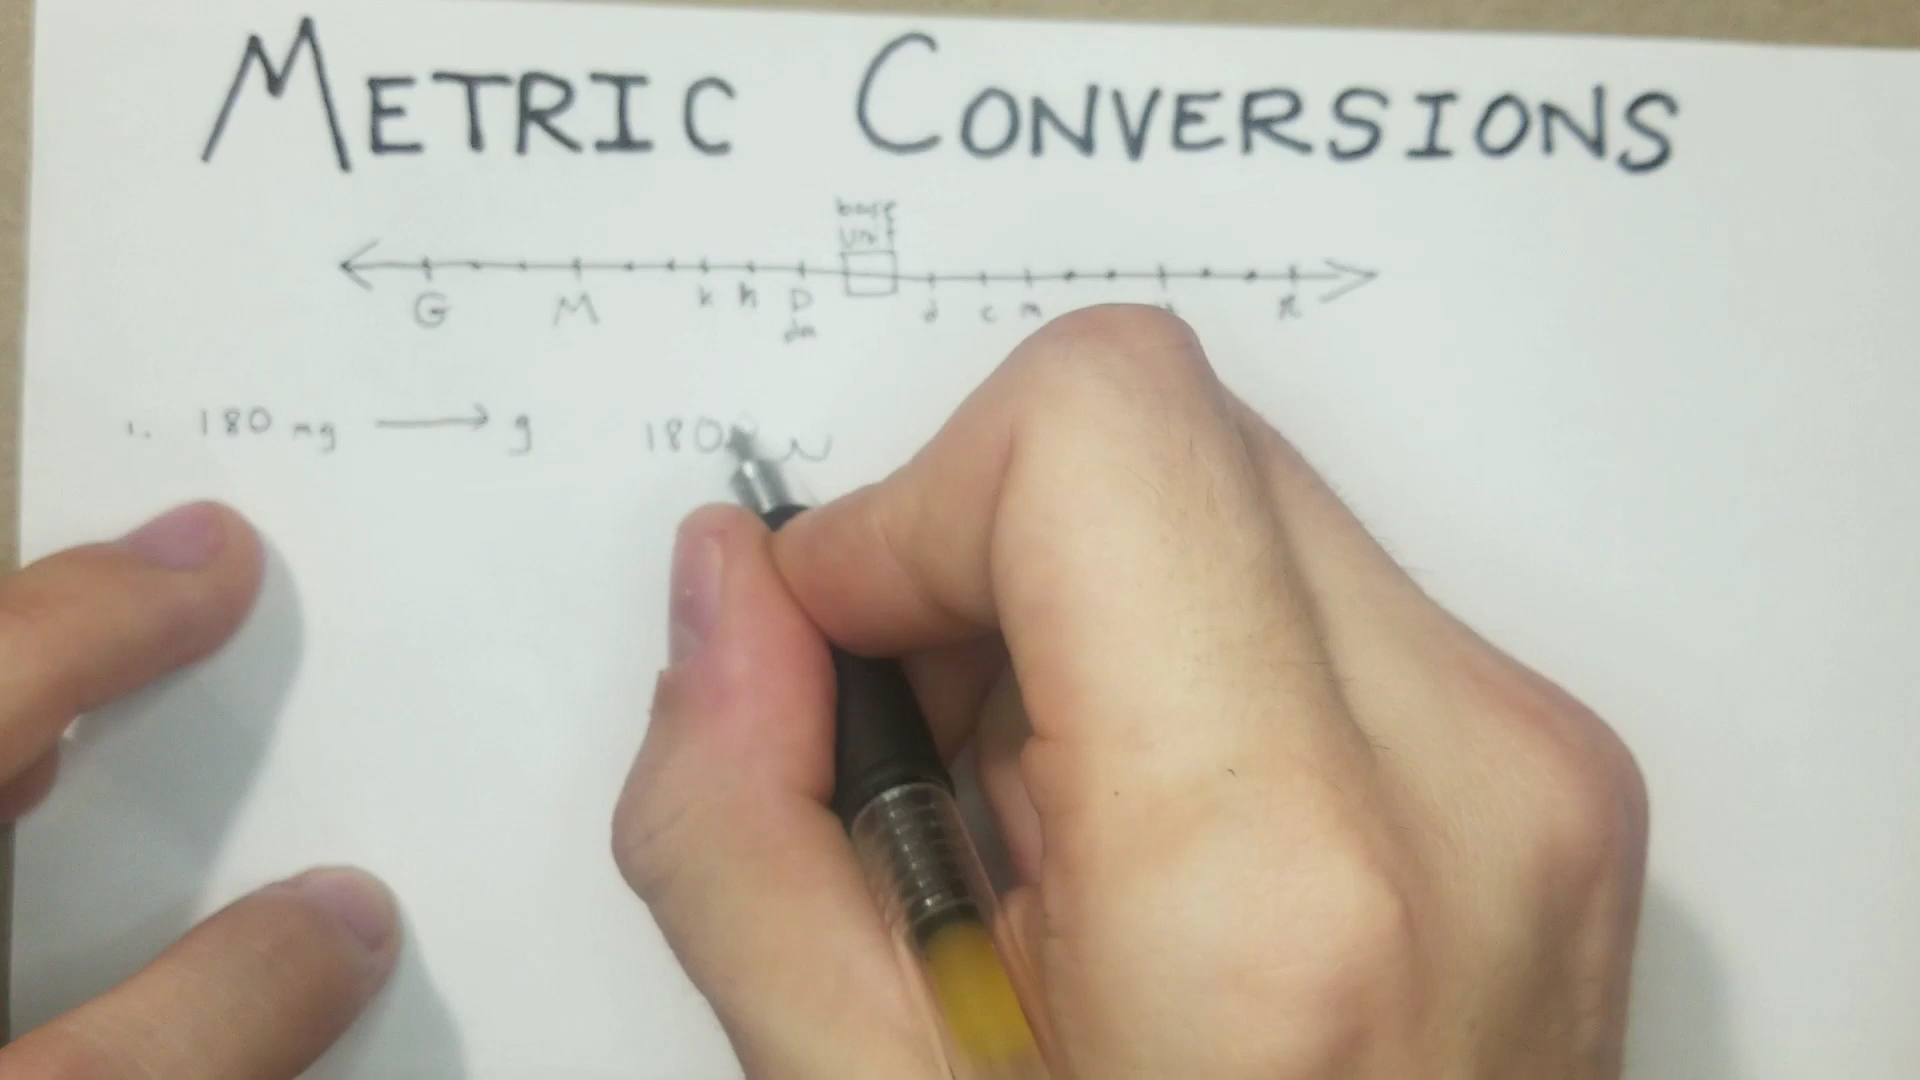 METRIC CONVERSIONS
base
unit
G M k h D d c m n
da
1. 180 mg → g 180